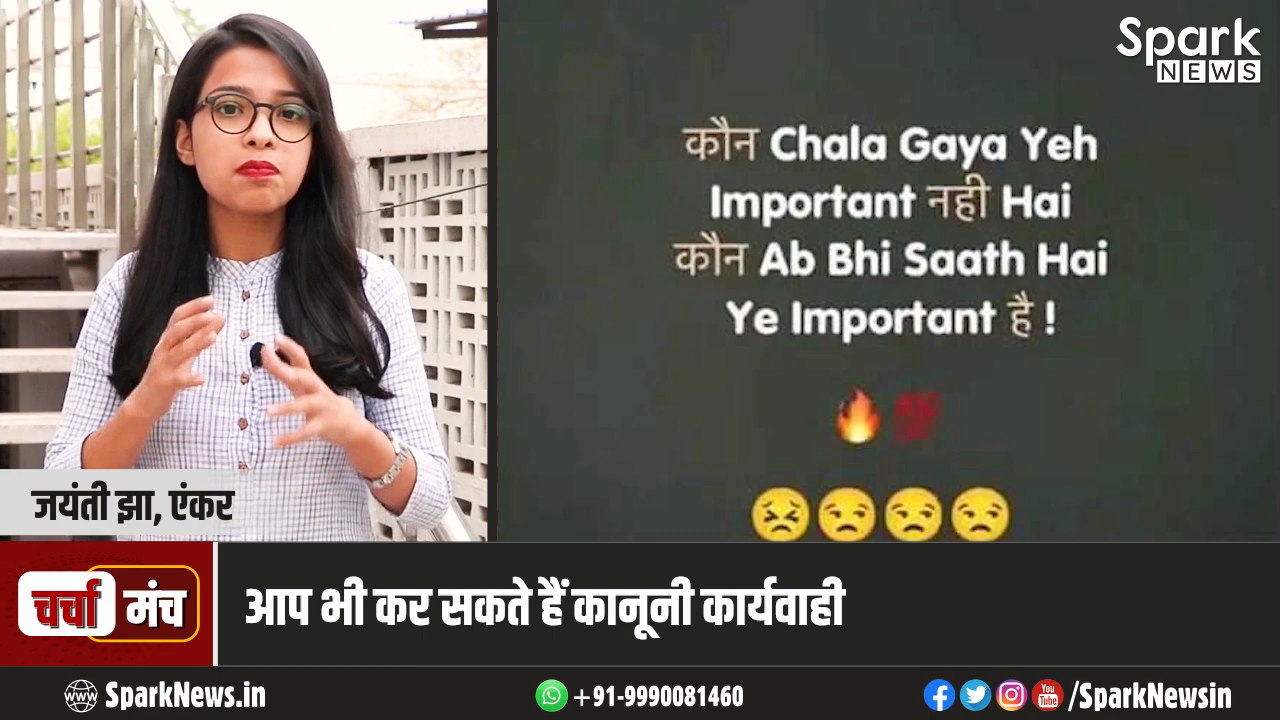 Spark
NEWS
कौन Chala Gaya Yeh
Important नही Hai
कौन Ab Bhi Saath Hai
Ye Important है !
जयंती झा, एंकर
चर्चा मंच
आप भी कर सकते हैं कानूनी कार्यवाही
SparkNews.in
+91-9990081460
/SparkNewsin